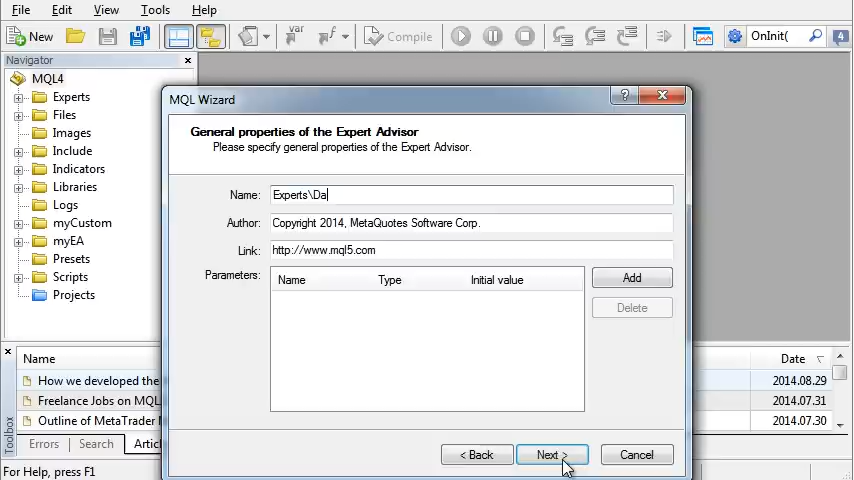 File Edit View Tools Help
New var f Compile OnInit( 4
Navigator
MQL4
Experts
Files
Images
Include
Indicators
Libraries
Logs
myCustom
myEA
Presets
Scripts
Projects
MQL Wizard
General properties of the Expert Advisor
Please specify general properties of the Expert Advisor.
Name: Experts\Da
Author: Copyright 2014, MetaQuotes Software Corp.
Link: http://www.mql5.com
Parameters: Name Type Initial value
Add
Delete
< Back Next > Cancel
Name Date
How we developed the 2014.08.29
Freelance Jobs on MQL 2014.07.31
Outline of MetaTrader 2014.07.30
Toolbox
Errors Search Artic
For Help, press F1